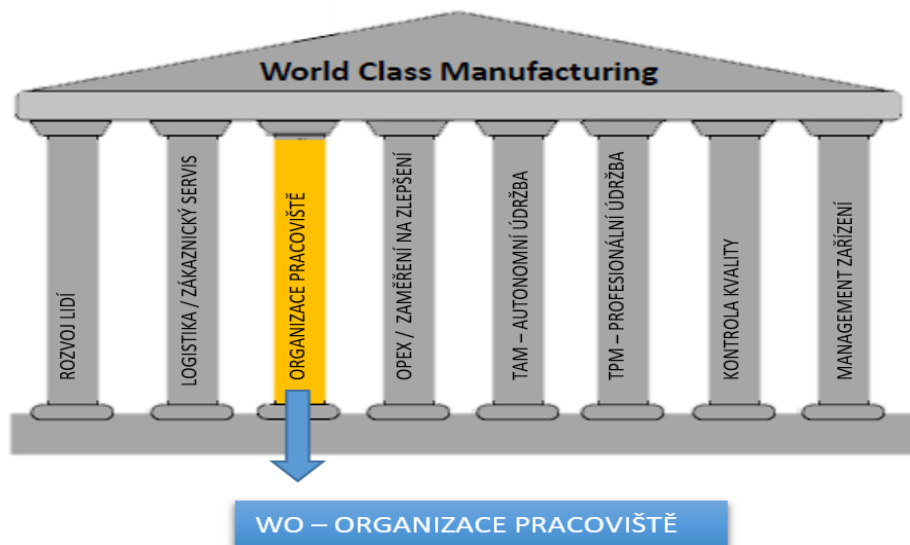 World Class Manufacturing
ROZVOJ LIDÍ
LOGISTIKA / ZÁKAZNICKÝ SERVIS
ORGANIZACE PRACOVIŠTĚ
OPEX / ZAMĚŘENÍ NA ZLEPŠENÍ
TAM – AUTONOMNÍ ÚDRŽBA
TPM – PROFESIONÁLNÍ ÚDRŽBA
KONTROLA KVALITY
MANAGEMENT ZAŘÍZENÍ
WO – ORGANIZACE PRACOVIŠTĚ